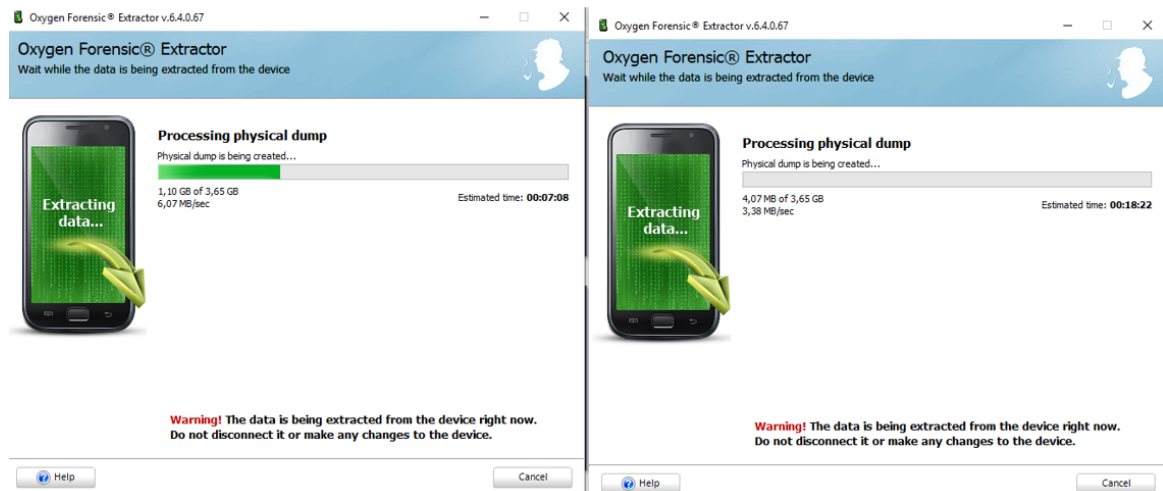 Oxygen Forensic® Extractor v.6.4.0.67
Oxygen Forensic® Extractor
Wait while the data is being extracted from the device
Extracting
data...
Processing physical dump
Physical dump is being created...
1,10 GB of 3,65 GB
6,07 MB/sec
Estimated time: 00:07:08
Warning! The data is being extracted from the device right now.
Do not disconnect it or make any changes to the device.
Help
Cancel
Oxygen Forensic® Extractor v.6.4.0.67
Oxygen Forensic® Extractor
Wait while the data is being extracted from the device
Extracting
data...
Processing physical dump
Physical dump is being created...
4,07 MB of 3,65 GB
3,38 MB/sec
Estimated time: 00:18:22
Warning! The data is being extracted from the device right now.
Do not disconnect it or make any changes to the device.
Help
Cancel